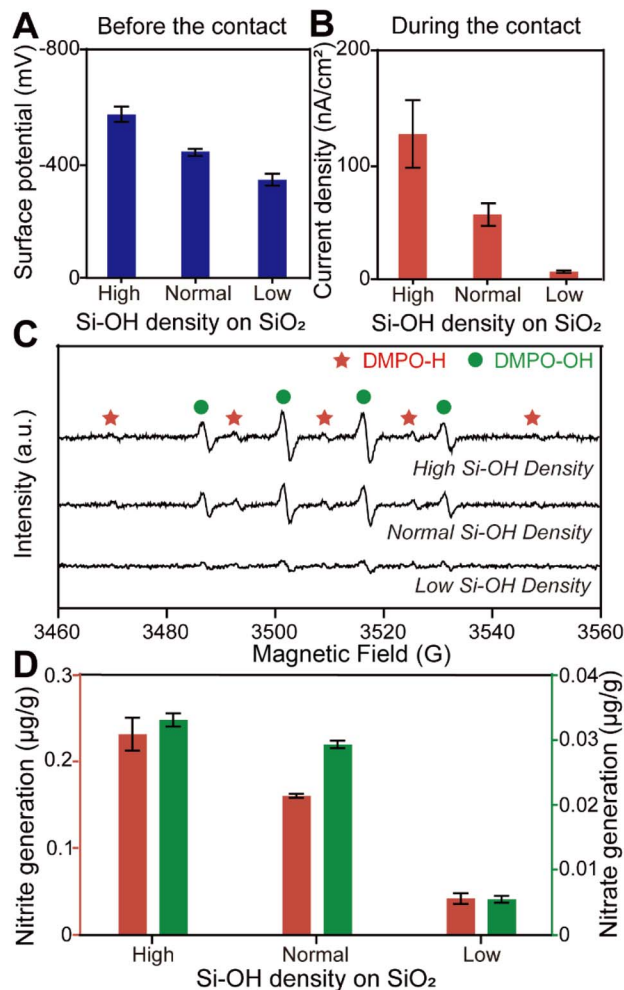 A
Before the contact
Surface potential (mV)
-800
-400
0
High
Normal
Low
Si-OH density on SiO₂
B
During the contact
Current density (nA/cm²)
200
100
0
High
Normal
Low
Si-OH density on SiO₂
C
DMPO-H
DMPO-OH
Intensity (a.u.)
High Si-OH Density
Normal Si-OH Density
Low Si-OH Density
3460
3480
3500
3520
3540
3560
Magnetic Field (G)
D
Nitrite generation (µg/g)
0.3
0.2
0.1
0
0.04
0.03
0.02
0.01
0
Nitrate generation (µg/g)
High
Normal
Low
Si-OH density on SiO₂